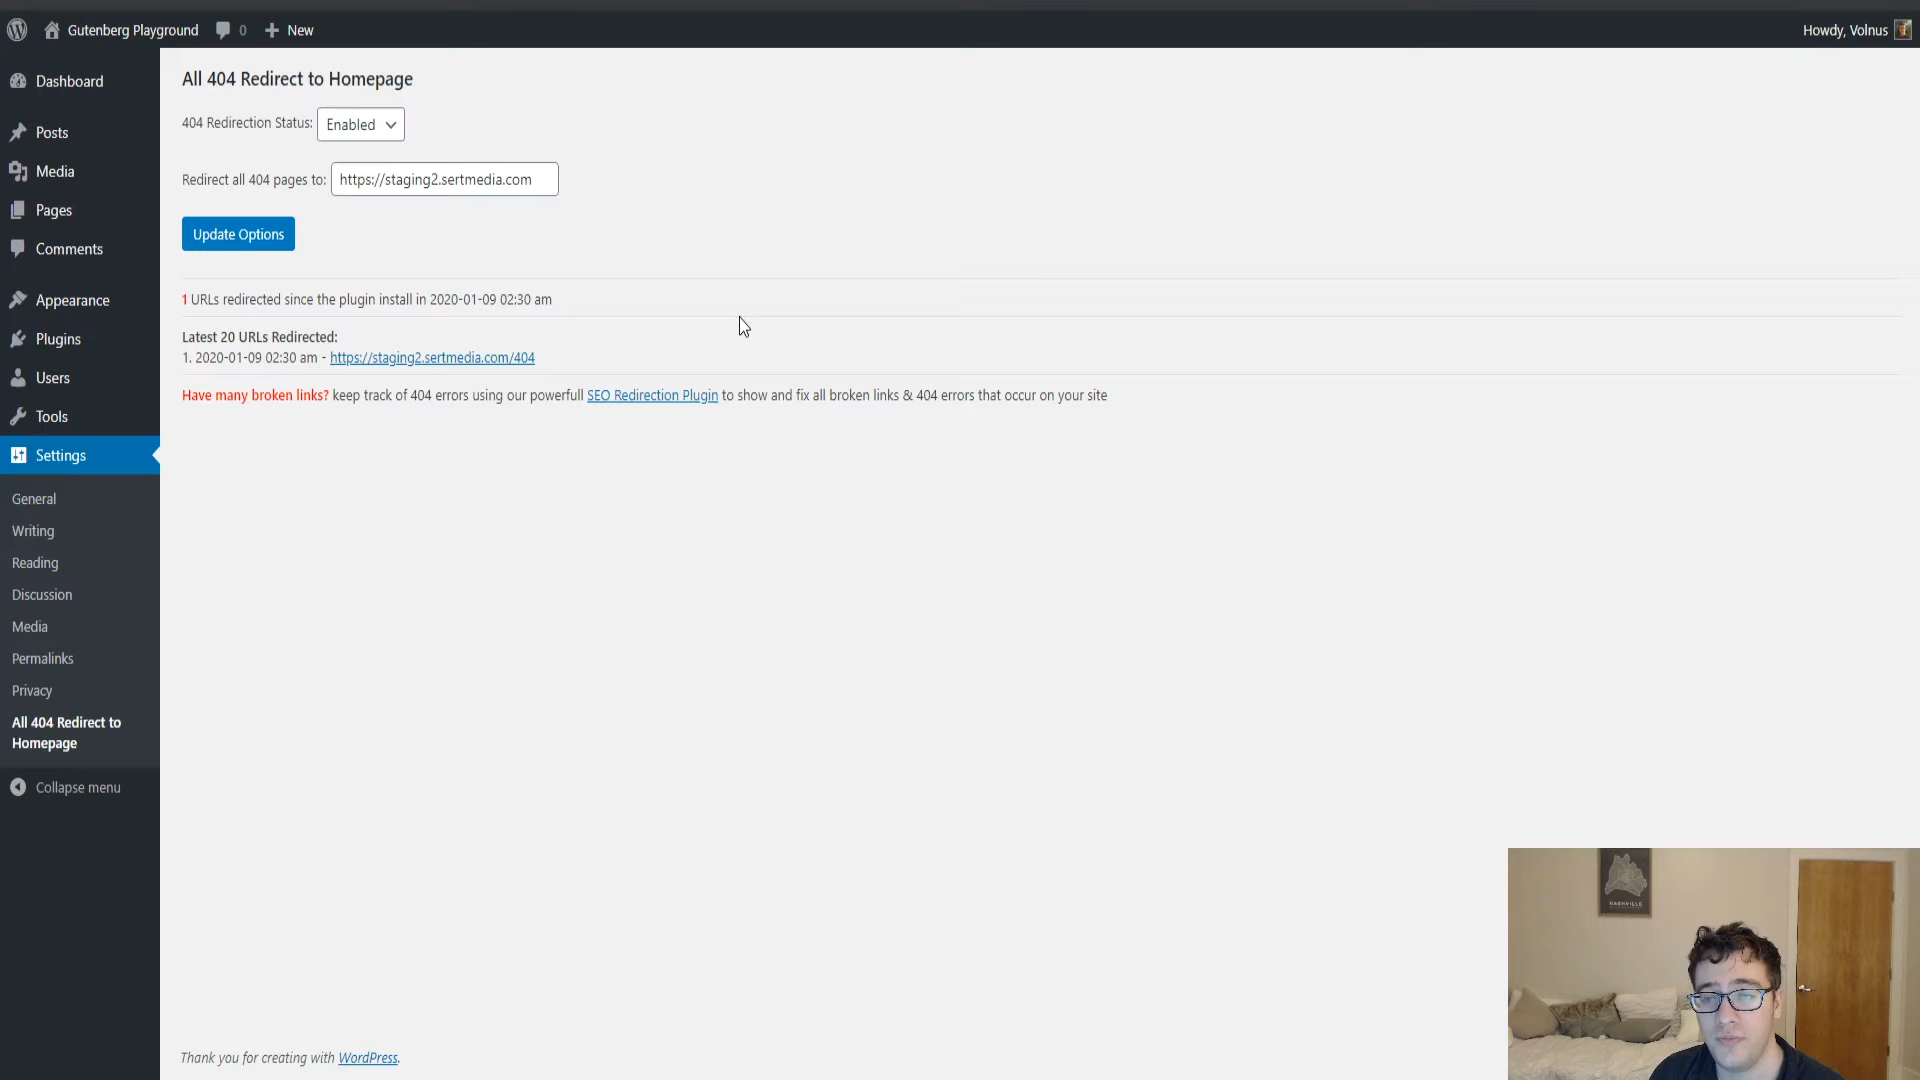 Gutenberg Playground 0 New Howdy, Volnus
Dashboard
Posts
Media
Pages
Comments
Appearance
Plugins
Users
Tools
Settings
General
Writing
Reading
Discussion
Media
Permalinks
Privacy
All 404 Redirect to
Homepage
Collapse menu
All 404 Redirect to Homepage
404 Redirection Status: Enabled
Redirect all 404 pages to: https://staging2.sertmedia.com
Update Options
1 URLs redirected since the plugin install in 2020-01-09 02:30 am
Latest 20 URLs Redirected:
1. 2020-01-09 02:30 am - https://staging2.sertmedia.com/404
Have many broken links? keep track of 404 errors using our powerfull SEO Redirection Plugin to show and fix all broken links & 404 errors that occur on your site
Thank you for creating with WordPress.
NASHVILLE